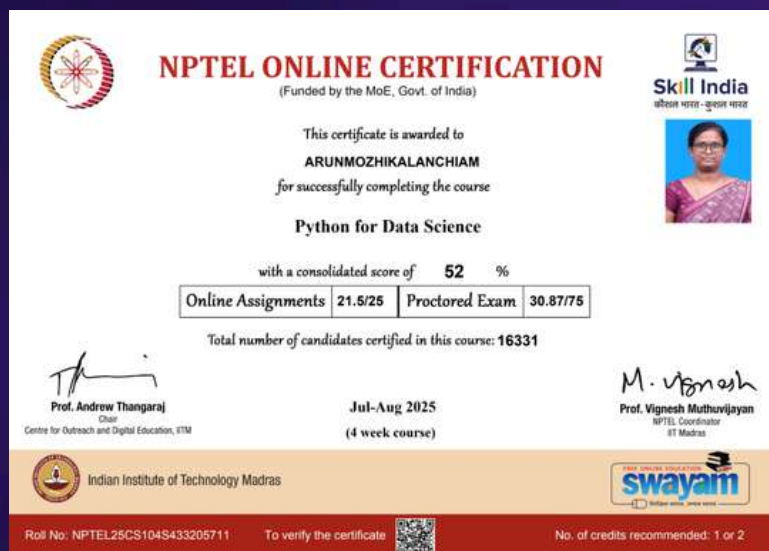 NPTEL ONLINE CERTIFICATION
(Funded by the MoE, Govt. of India)
Skill India
कौशल भारत - कुशल भारत
This certificate is awarded to
ARUNMOZHIKALANCHIAM
for successfully completing the course
Python for Data Science
with a consolidated score of 52 %
Online Assignments 21.5/25 Proctored Exam 30.87/75
Total number of candidates certified in this course: 16331
Prof. Andrew Thangaraj
Chair
Centre for Outreach and Digital Education, IITM
Jul-Aug 2025
(4 week course)
M. Vignesh
Prof. Vignesh Muthuvijayan
NPTEL Coordinator
IIT Madras
Indian Institute of Technology Madras
FREE ONLINE EDUCATION
swayam
Roll No: NPTEL25CS104S433205711 To verify the certificate No. of credits recommended: 1 or 2